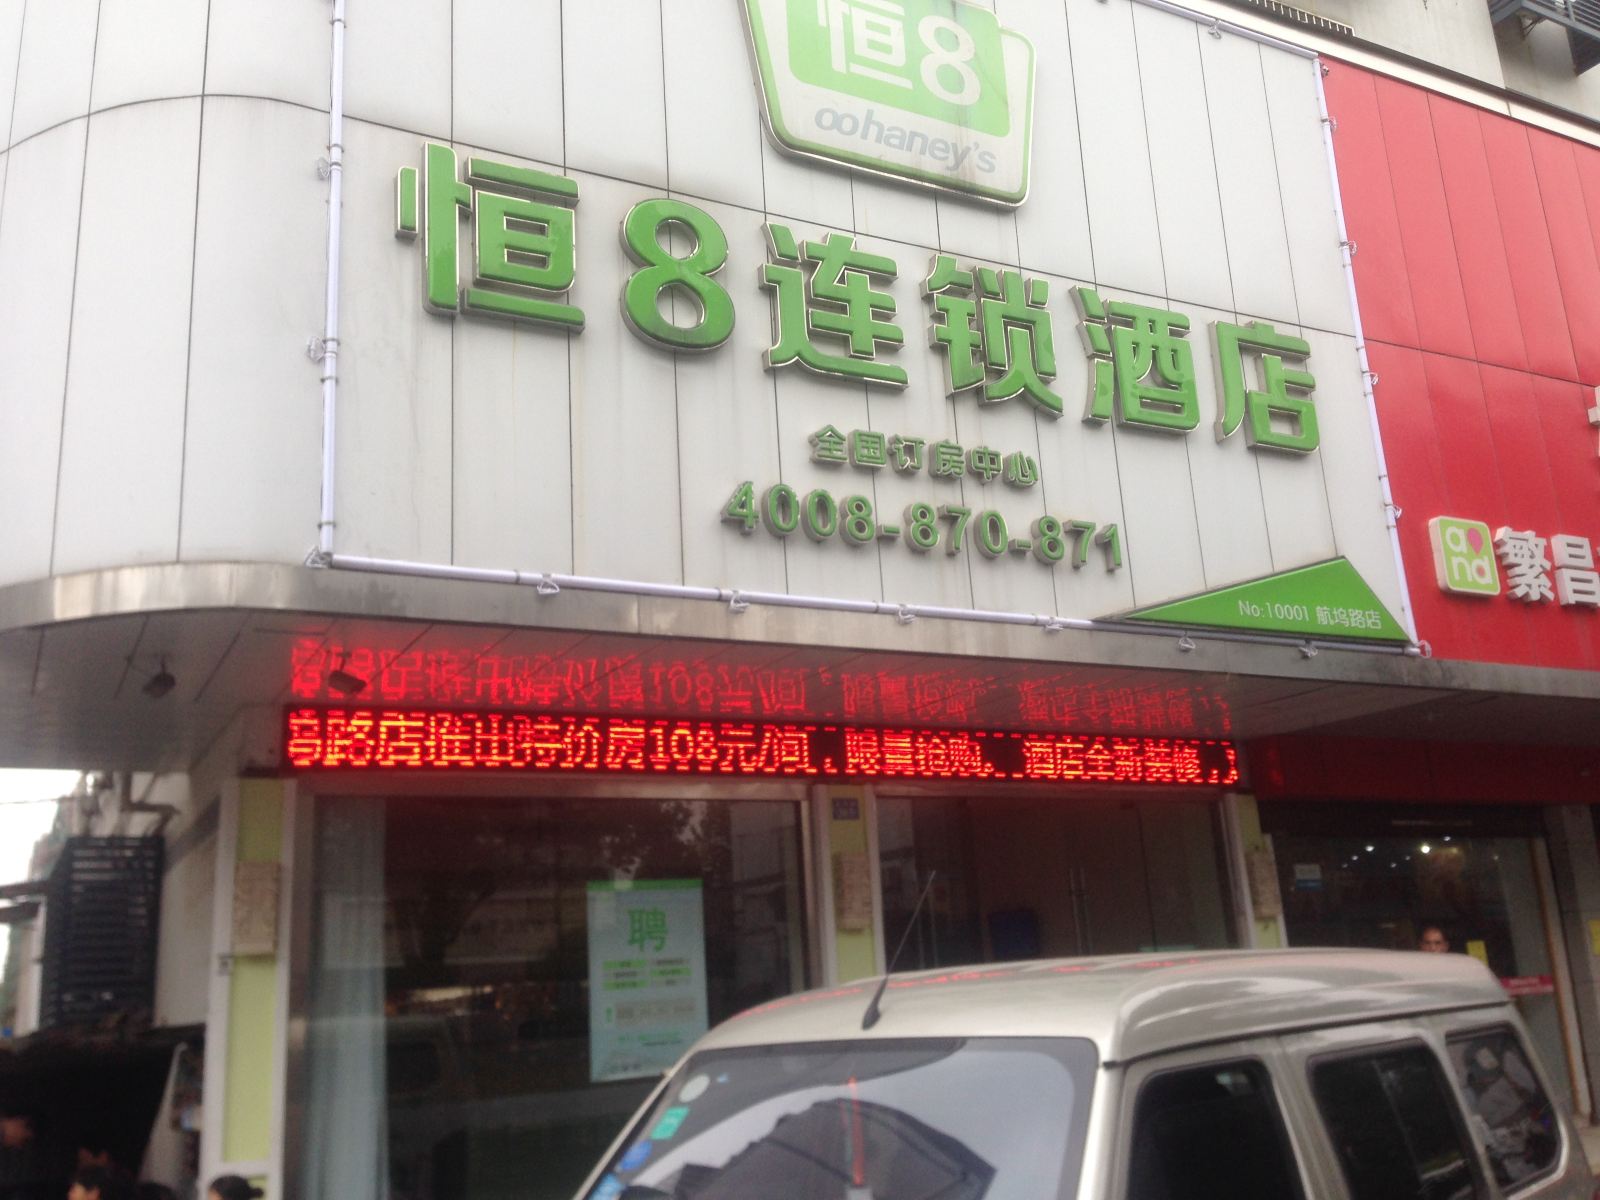 恒8
oohaney's
恒8连锁酒店
全国订房中心
4008-870-871
No:10001 航坞路店
and
繁昌
坞路店推出特价房108元/间，限量抢购。酒店全新装修，
聘